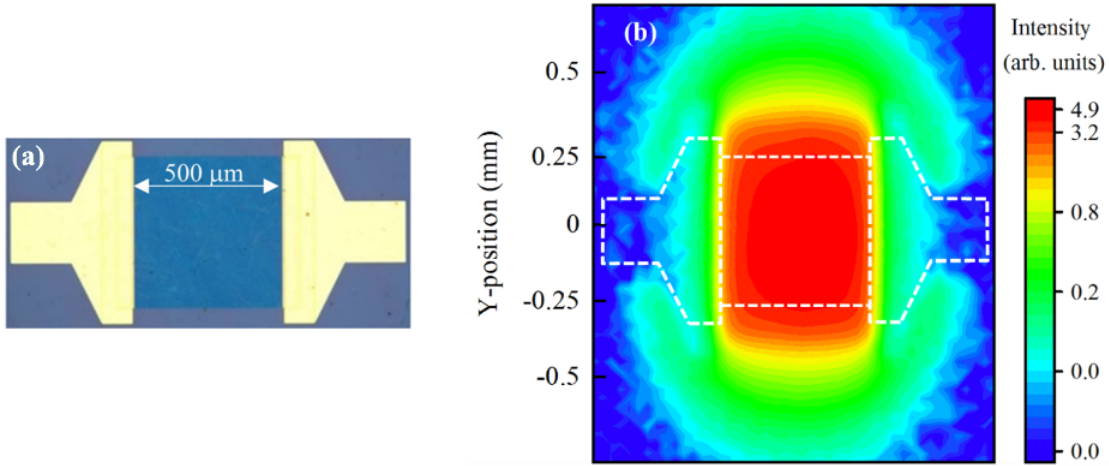 (a)
500 μm
(b)
Y-position (mm)
0.5
0.25
0
-0.25
-0.5
Intensity
(arb. units)
4.9
3.2
0.8
0.2
0.0
0.0